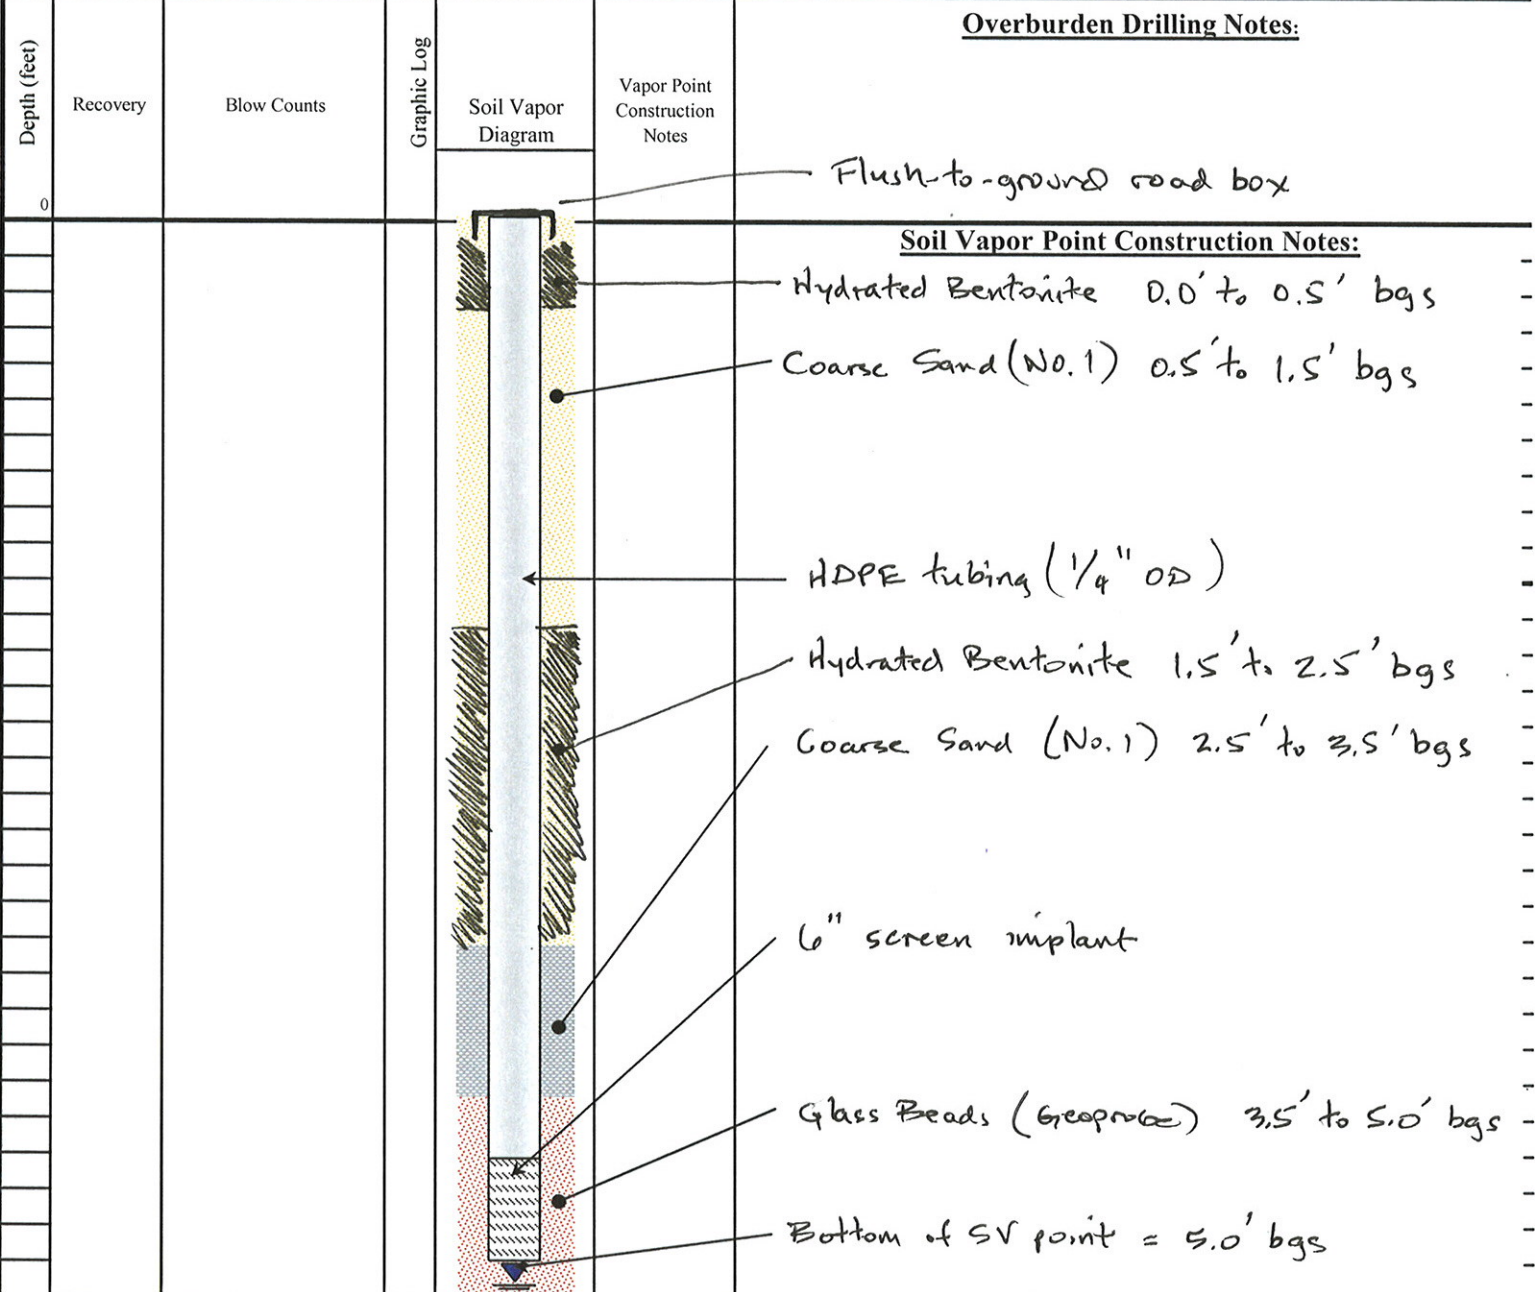 Overburden Drilling Notes:
Depth (feet)
Recovery
Blow Counts
Graphic Log
Soil Vapor
Diagram
Vapor Point
Construction
Notes
Flush-to-ground road box
0
Soil Vapor Point Construction Notes:
Hydrated Bentonite 0.0' to 0.5' bgs
Coarse Sand (No. 1) 0.5' to 1.5' bgs
HDPE tubing (1/4" OD)
Hydrated Bentonite 1.5' to 2.5' bgs
Coarse Sand (No. 1) 2.5' to 3.5' bgs
6" screen implant
Glass Beads (Geoprobe) 3.5' to 5.0' bgs
Bottom of SV point = 5.0' bgs